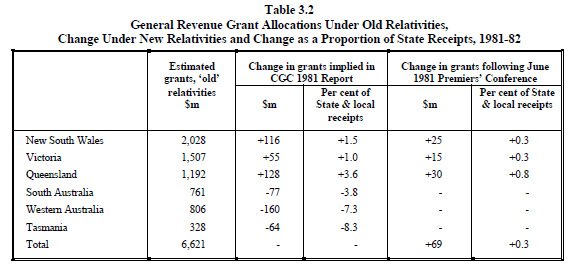 Table 3.2
General Revenue Grant Allocations Under Old Relativities,
Change Under New Relativities and Change as a Proportion of State Receipts, 1981-82
Estimated grants, ‘old’ relativities $m | Change in grants implied in CGC 1981 Report | Change in grants following June 1981 Premiers’ Conference
$m | Per cent of State & local receipts | $m | Per cent of State & local receipts
New South Wales 2,028 +116 +1.5 +25 +0.3
Victoria 1,507 +55 +1.0 +15 +0.3
Queensland 1,192 +128 +3.6 +30 +0.8
South Australia 761 -77 -3.8 - -
Western Australia 806 -160 -7.3 - -
Tasmania 328 -64 -8.3 - -
Total 6,621 - +69 +0.3